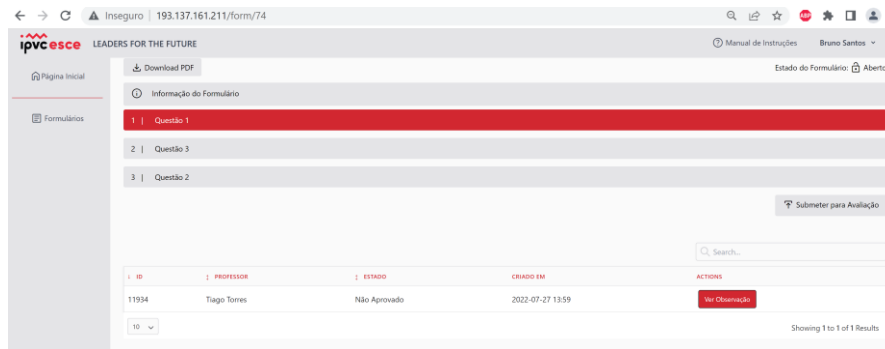 Inseguro | 193.137.161.211/form/74
ABP
ipvc esce LEADERS FOR THE FUTURE
Manual de Instruções Bruno Santos
Página Inicial
Formulários
Download PDF
Estado do Formulário: Aberto
Informação do Formulário
1 | Questão 1
2 | Questão 3
3 | Questão 2
Submeter para Avaliação
Search...
ID PROFESSOR ESTADO CRIADO EM ACTIONS
11934 Tiago Torres Não Aprovado 2022-07-27 13:59 Ver Observação
10
Showing 1 to 1 of 1 Results